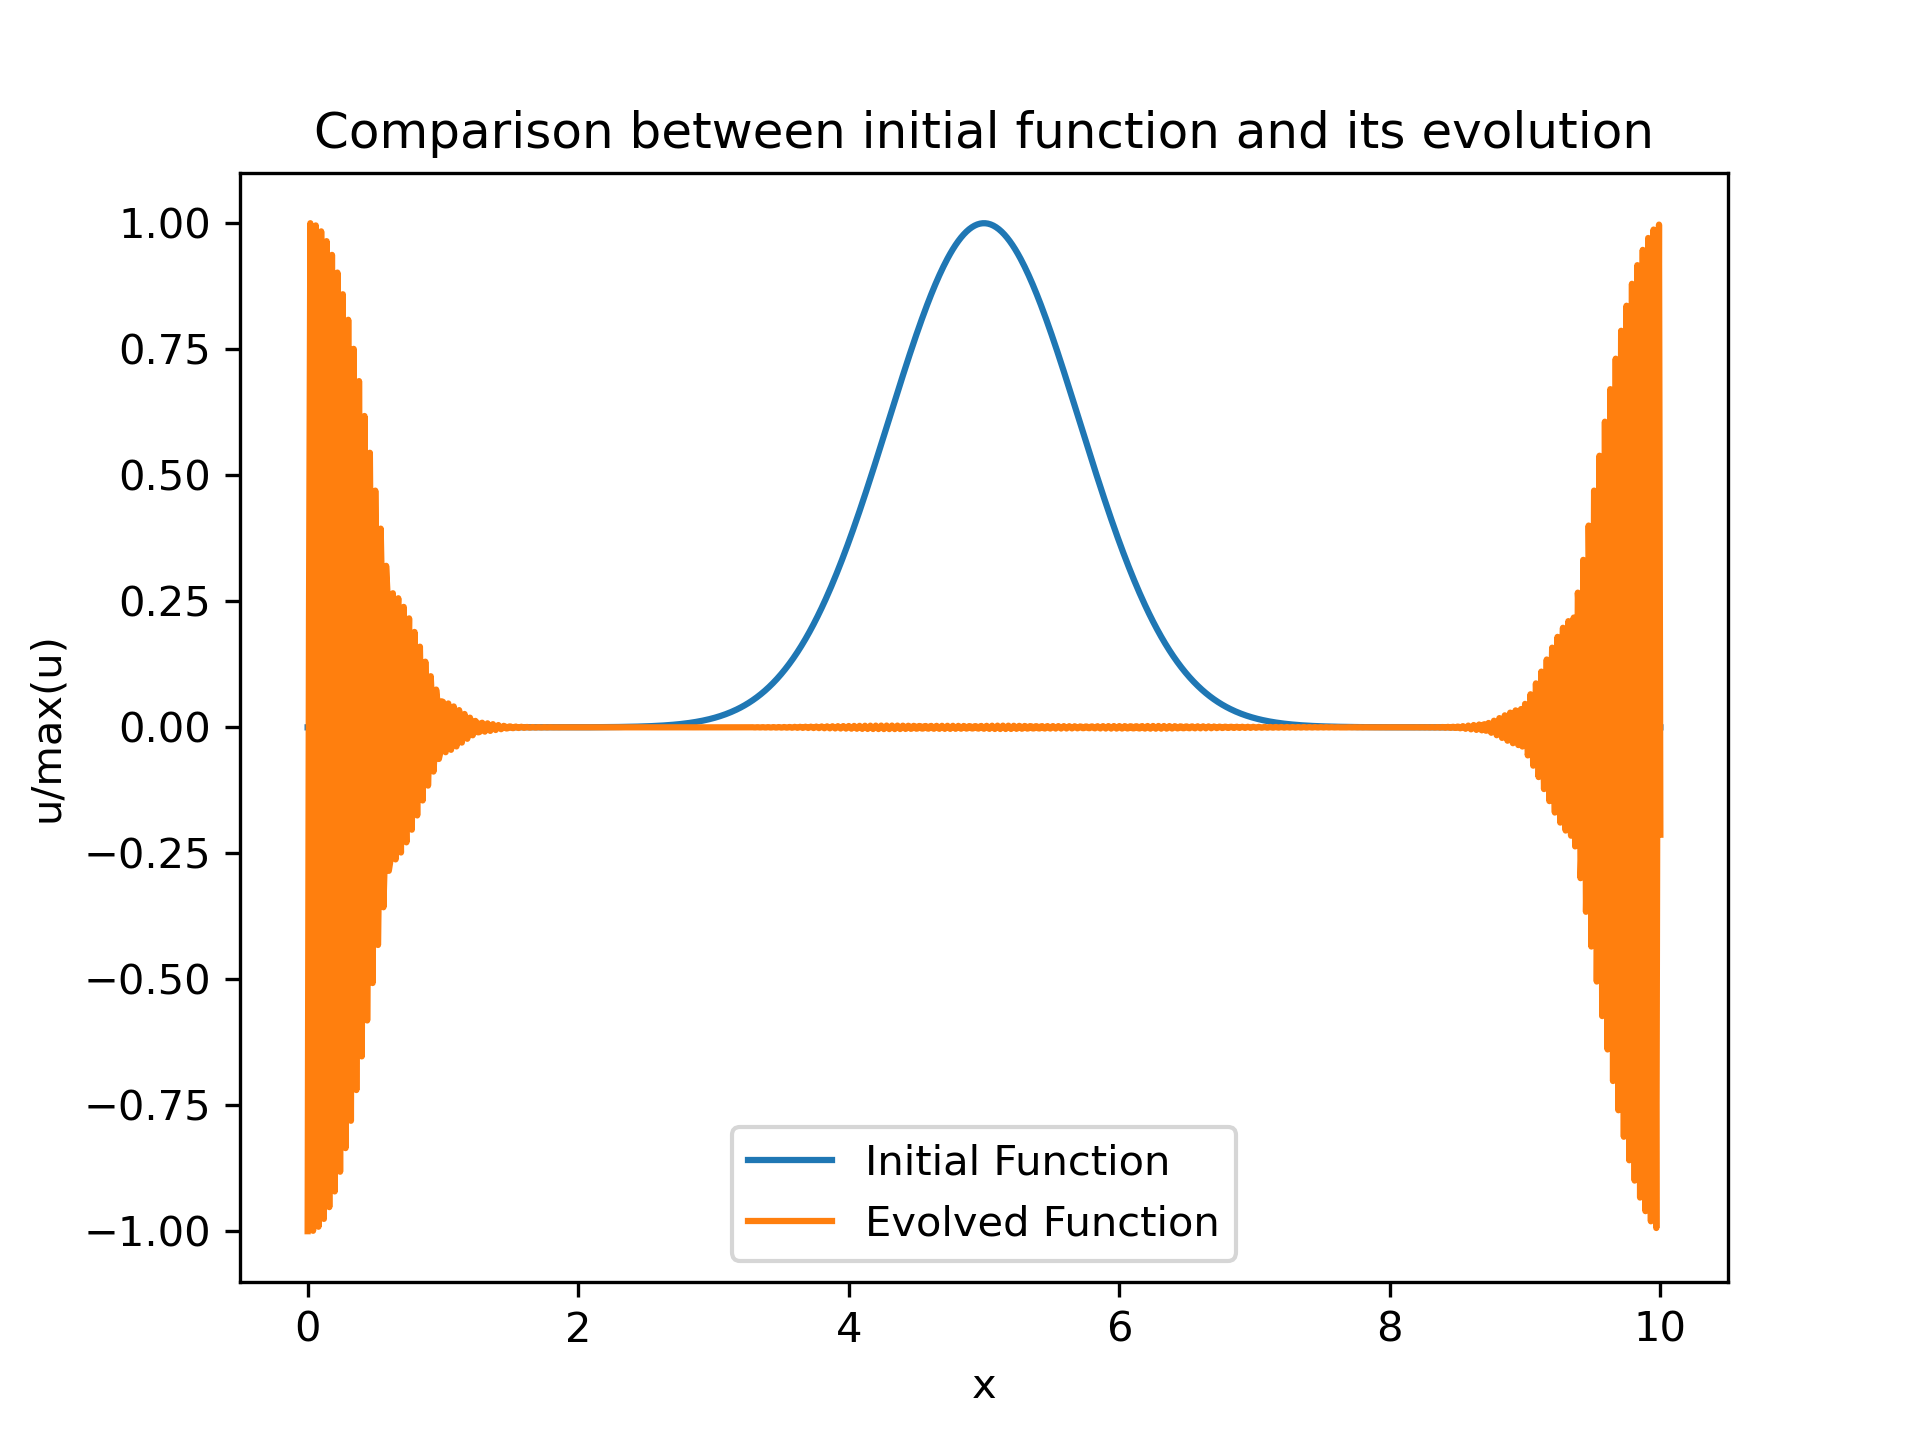 Comparison between initial function and its evolution
1.00
0.75
0.50
0.25
0.00
−0.25
−0.50
−0.75
−1.00
u/max(u)
Initial Function
Evolved Function
0 2 4 6 8 10
x